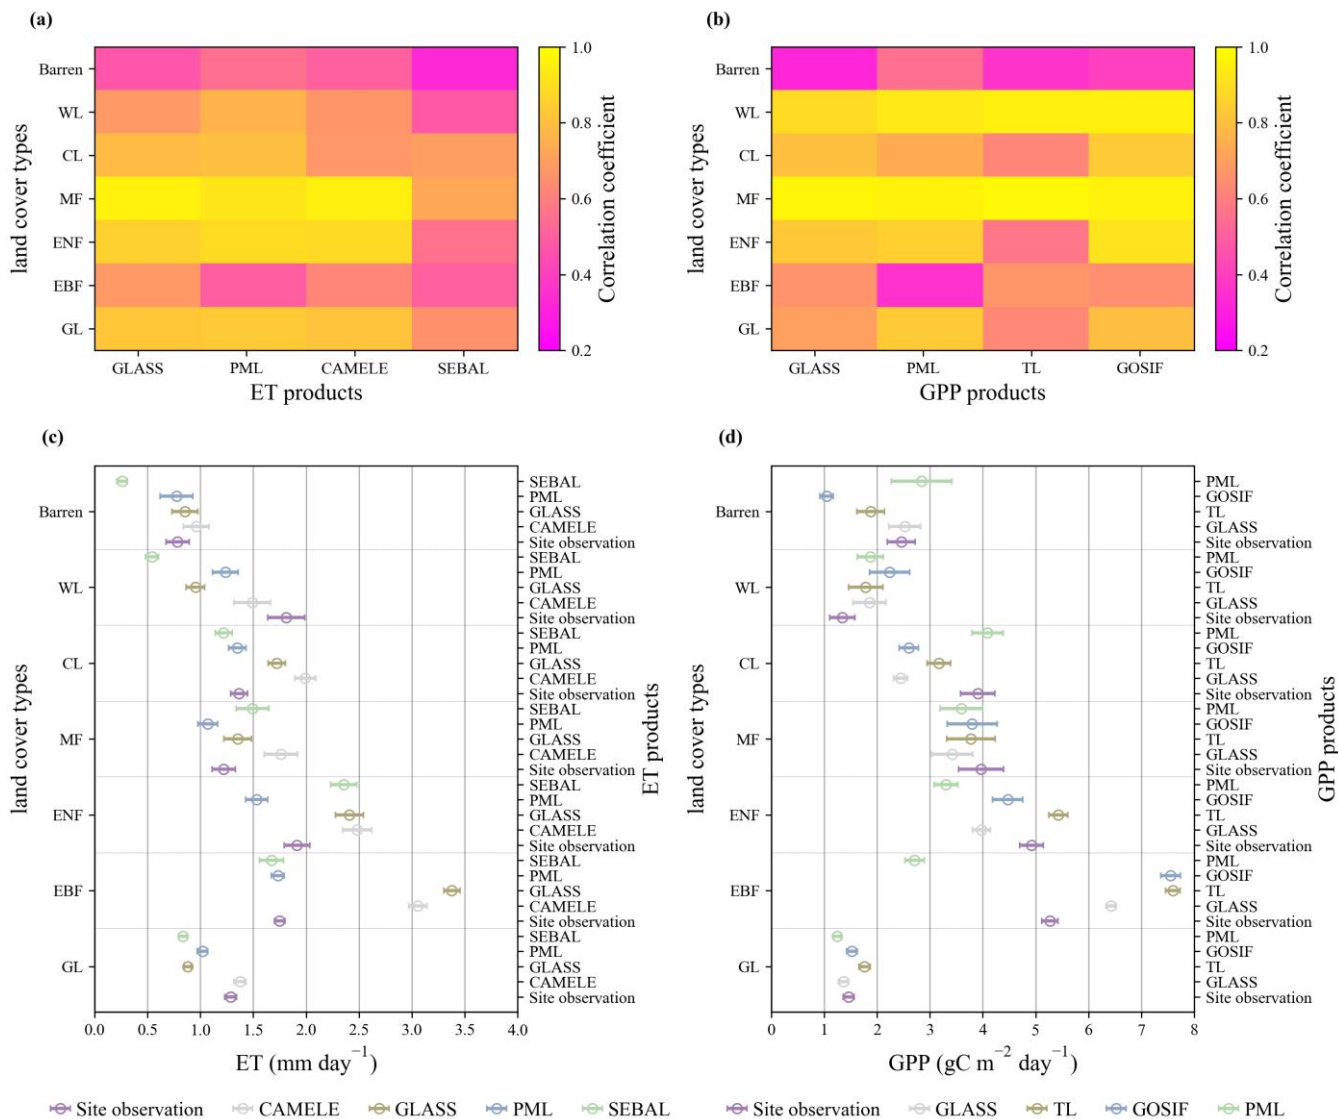 (a)
Barren
WL
CL
MF
ENF
EBF
GL
land cover types
GLASS PML CAMELE SEBAL
ET products
1.0
0.8
0.6
0.4
0.2
Correlation coefficient
(b)
Barren
WL
CL
MF
ENF
EBF
GL
land cover types
GLASS PML TL GOSIF
GPP products
1.0
0.8
0.6
0.4
0.2
Correlation coefficient
(c)
Barren
WL
CL
MF
ENF
EBF
GL
land cover types
SEBAL
PML
GLASS
CAMELE
Site observation
SEBAL
PML
GLASS
CAMELE
Site observation
SEBAL
PML
GLASS
CAMELE
Site observation
SEBAL
PML
GLASS
CAMELE
Site observation
SEBAL
PML
GLASS
CAMELE
Site observation
SEBAL
PML
GLASS
CAMELE
Site observation
SEBAL
PML
GLASS
CAMELE
Site observation
ET products
0.0 0.5 1.0 1.5 2.0 2.5 3.0 3.5 4.0
ET (mm day⁻¹)
Site observation CAMELE GLASS PML SEBAL
(d)
Barren
WL
CL
MF
ENF
EBF
GL
land cover types
PML
GOSIF
TL
GLASS
Site observation
PML
GOSIF
TL
GLASS
Site observation
PML
GOSIF
TL
GLASS
Site observation
PML
GOSIF
TL
GLASS
Site observation
PML
GOSIF
TL
GLASS
Site observation
PML
GOSIF
TL
GLASS
Site observation
PML
GOSIF
TL
GLASS
Site observation
GPP products
0 1 2 3 4 5 6 7 8
GPP (gC m⁻² day⁻¹)
Site observation GLASS TL GOSIF PML